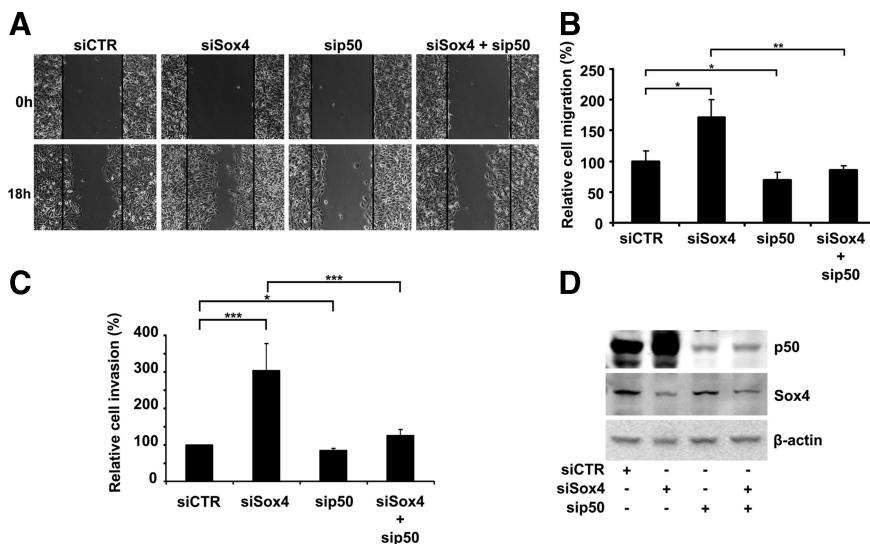 A
siCTR siSox4 sip50 siSox4 + sip50
0h
18h
B
Relative cell migration (%)
250
200
150
100
50
0
**
*
*
siCTR siSox4 sip50 siSox4
+
sip50
C
Relative cell invasion (%)
400
300
200
100
0
***
*
***
siCTR siSox4 sip50 siSox4
+
sip50
D
p50
Sox4
β-actin
siCTR + - - -
siSox4 - + - +
sip50 - - + +